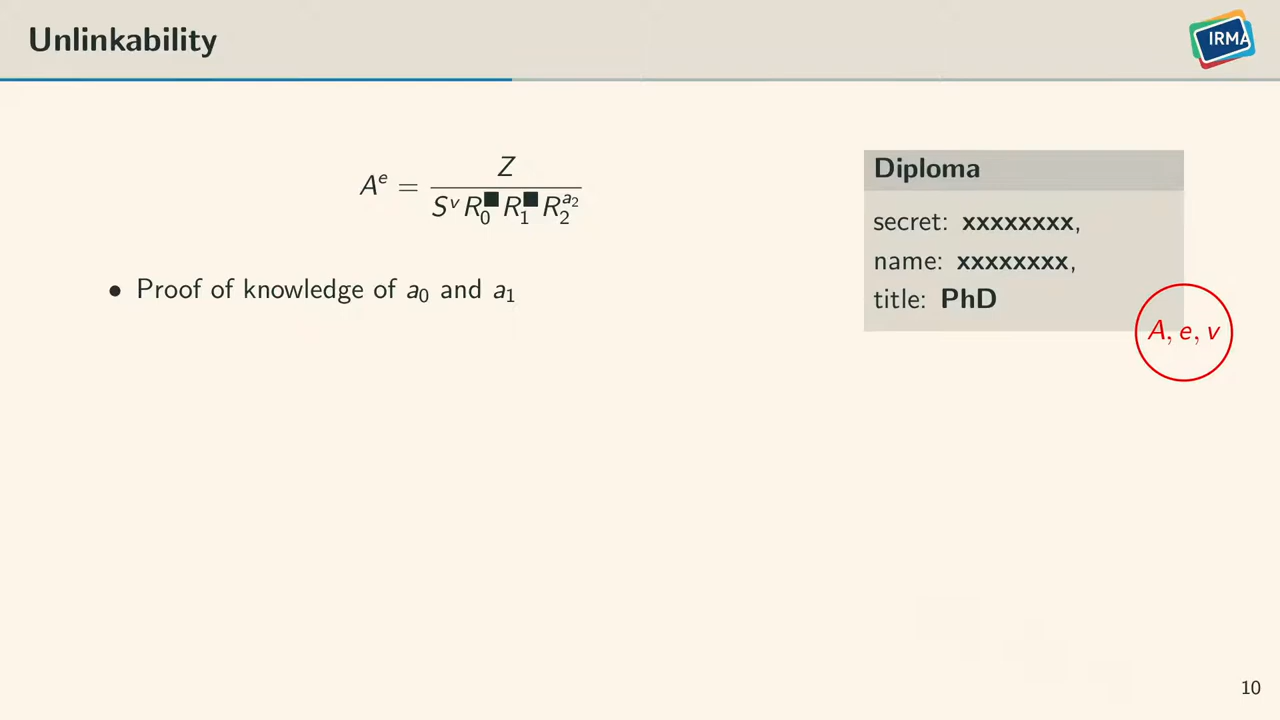 Unlinkability
IRMA
A^e = Z / (S^v R_0^■ R_1^■ R_2^{a_2})
• Proof of knowledge of a_0 and a_1
Diploma
secret: xxxxxxxx,
name: xxxxxxxx,
title: PhD
A, e, v
10